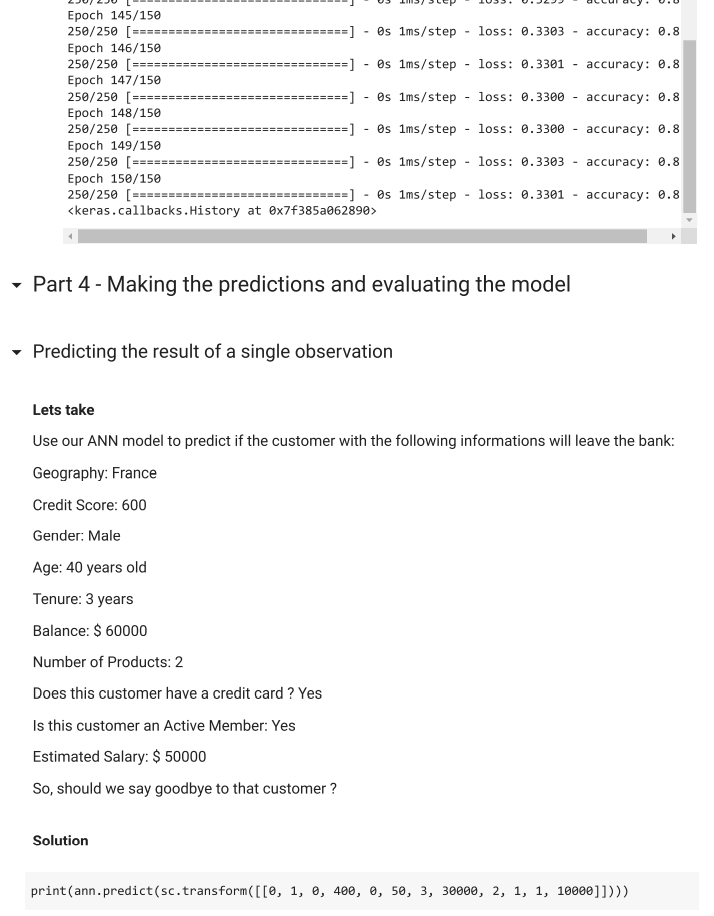 250/250 [==============================] - 0s 1ms/step - loss: 0.3299 - accuracy: 0.8
Epoch 145/150
250/250 [==============================] - 0s 1ms/step - loss: 0.3303 - accuracy: 0.8
Epoch 146/150
250/250 [==============================] - 0s 1ms/step - loss: 0.3301 - accuracy: 0.8
Epoch 147/150
250/250 [==============================] - 0s 1ms/step - loss: 0.3300 - accuracy: 0.8
Epoch 148/150
250/250 [==============================] - 0s 1ms/step - loss: 0.3300 - accuracy: 0.8
Epoch 149/150
250/250 [==============================] - 0s 1ms/step - loss: 0.3303 - accuracy: 0.8
Epoch 150/150
250/250 [==============================] - 0s 1ms/step - loss: 0.3301 - accuracy: 0.8
<keras.callbacks.History at 0x7f385a062890>
Part 4 - Making the predictions and evaluating the model
Predicting the result of a single observation
Lets take
Use our ANN model to predict if the customer with the following informations will leave the bank:
Geography: France
Credit Score: 600
Gender: Male
Age: 40 years old
Tenure: 3 years
Balance: $ 60000
Number of Products: 2
Does this customer have a credit card ? Yes
Is this customer an Active Member: Yes
Estimated Salary: $ 50000
So, should we say goodbye to that customer ?
Solution
print(ann.predict(sc.transform([[0, 1, 0, 400, 0, 50, 3, 30000, 2, 1, 1, 10000]])))